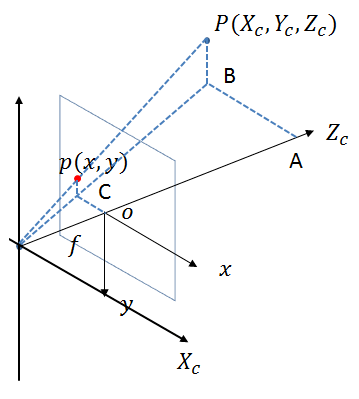 P(X_c, Y_c, Z_c)
B
Z_c
A
p(x, y)
C
o
f
x
y
X_c